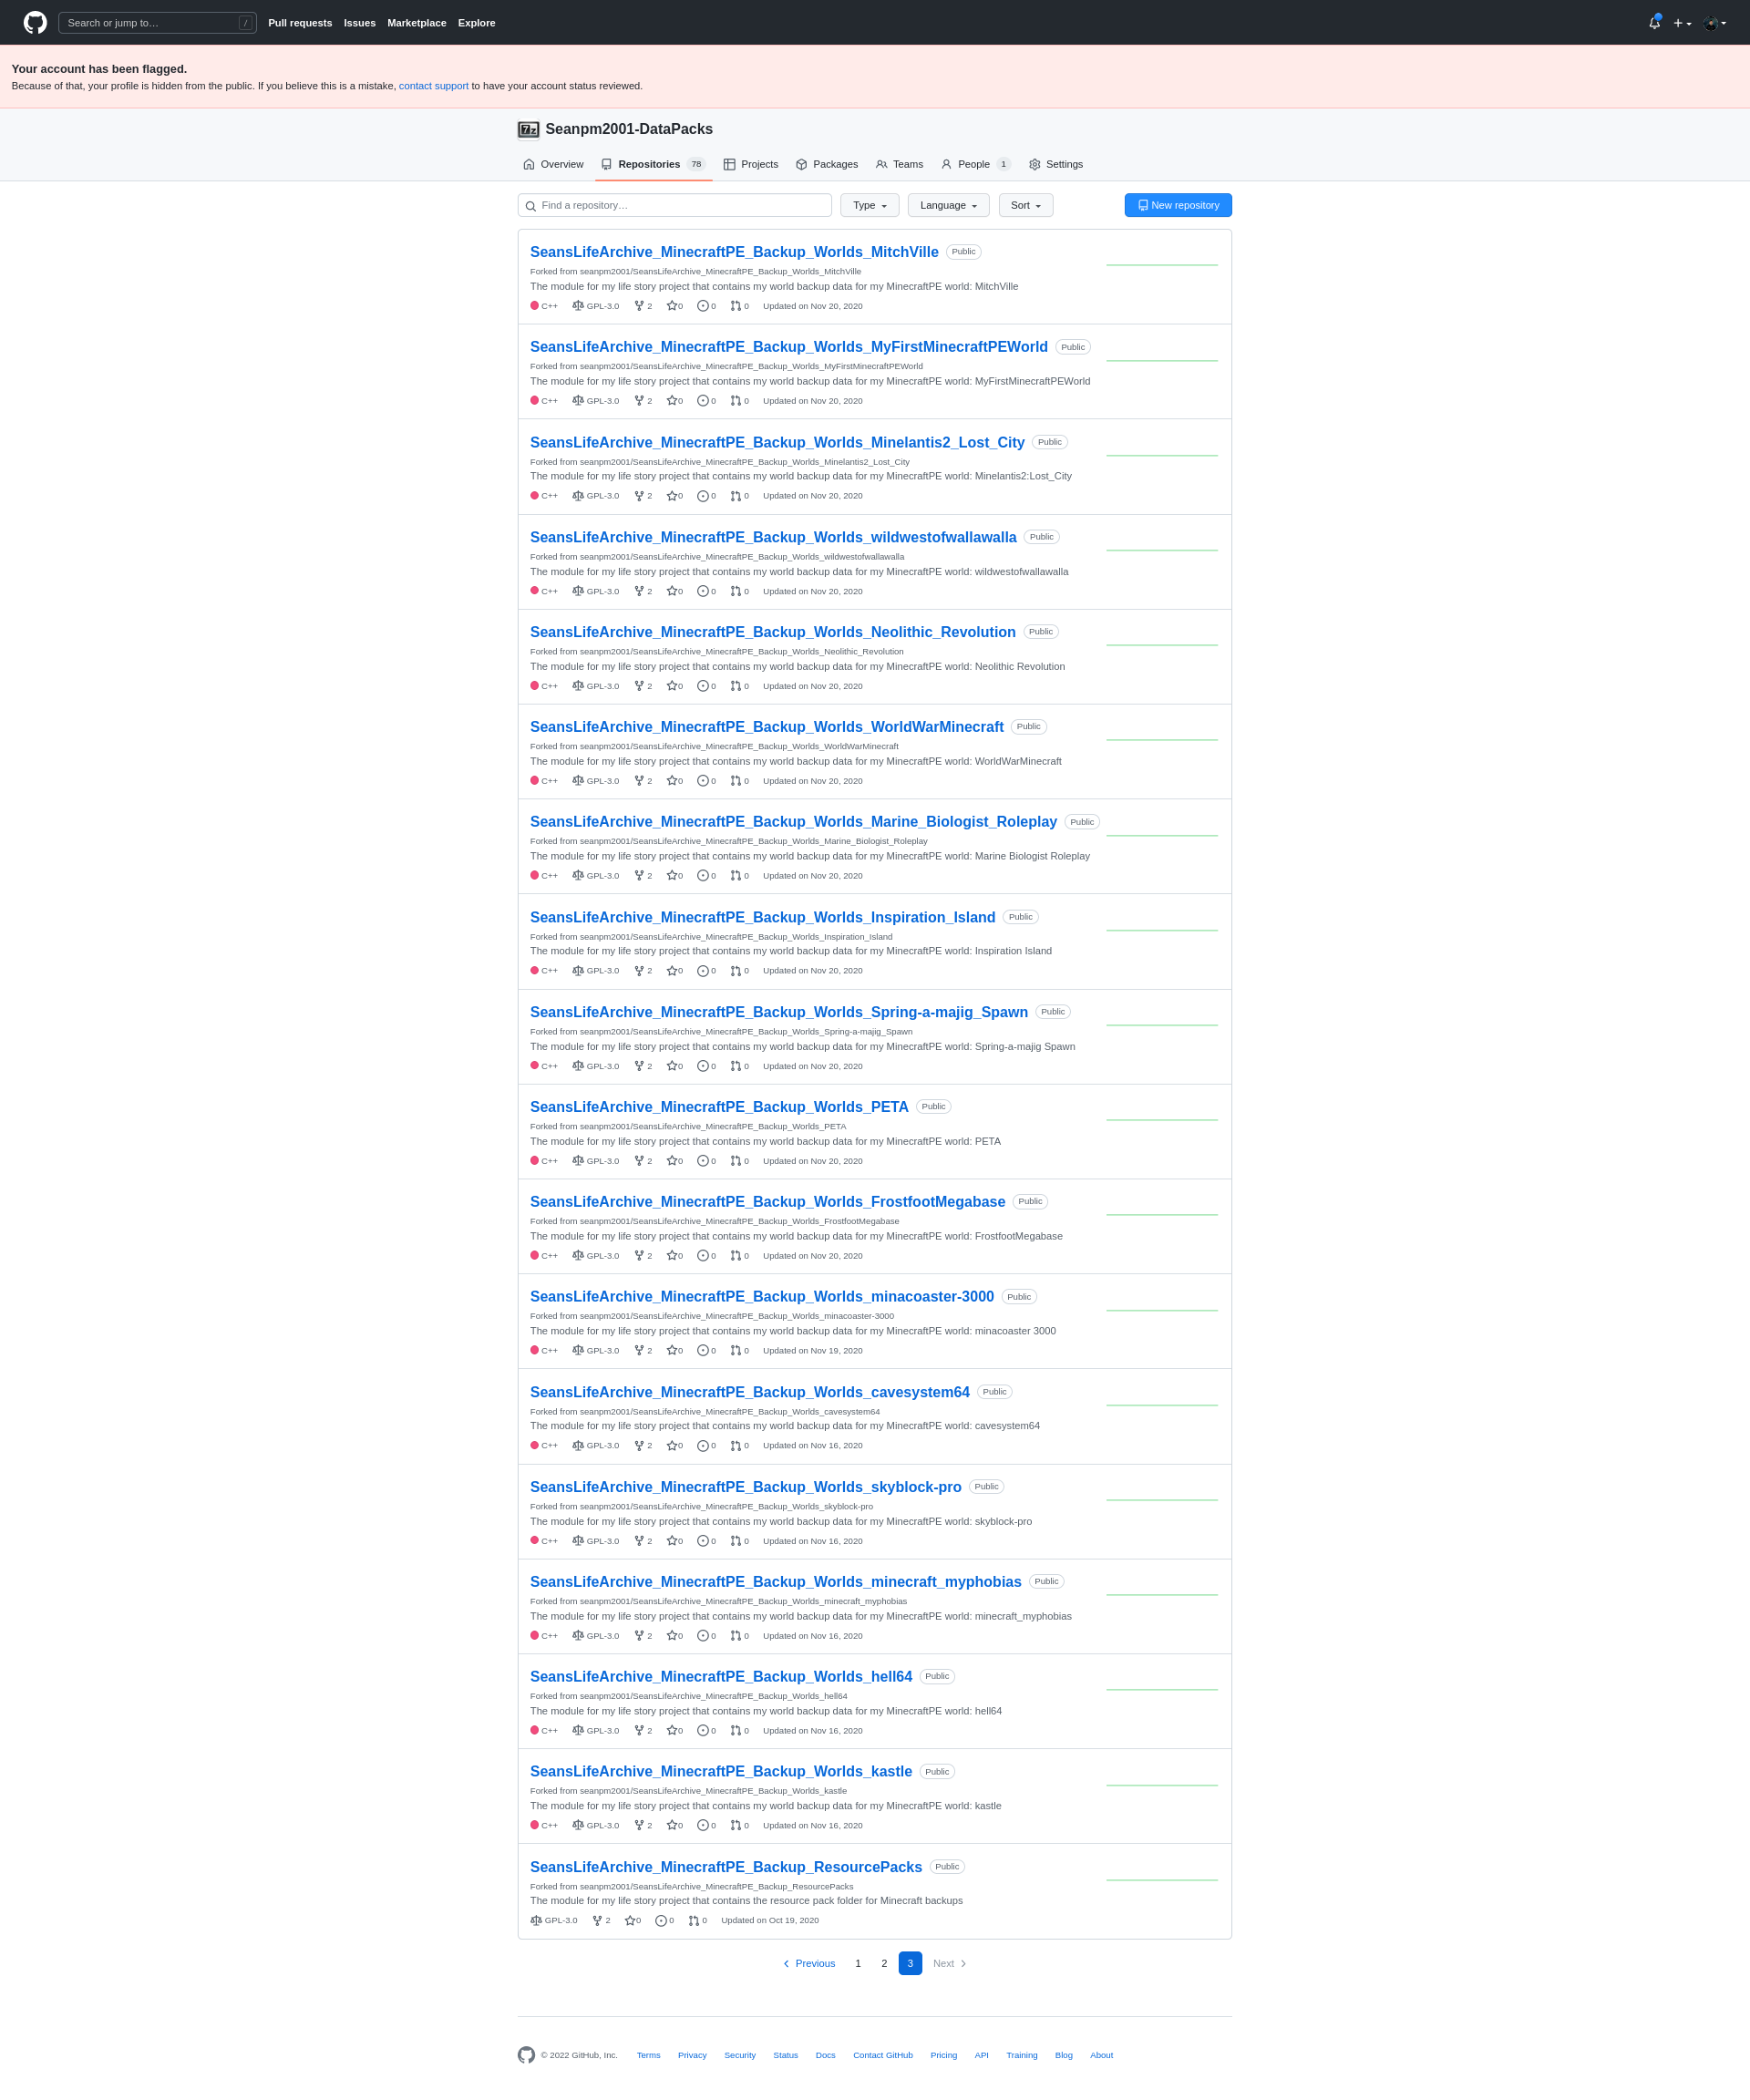 Search or jump to… /
Pull requests Issues Marketplace Explore
Your account has been flagged.
Because of that, your profile is hidden from the public. If you believe this is a mistake, contact support to have your account status reviewed.
Seanpm2001-DataPacks
Overview Repositories 78 Projects Packages Teams People 1 Settings
Find a repository… Type Language Sort New repository
SeansLifeArchive_MinecraftPE_Backup_Worlds_MitchVille Public
Forked from seanpm2001/SeansLifeArchive_MinecraftPE_Backup_Worlds_MitchVille
The module for my life story project that contains my world backup data for my MinecraftPE world: MitchVille
C++ GPL-3.0 2 0 0 0 Updated on Nov 20, 2020
SeansLifeArchive_MinecraftPE_Backup_Worlds_MyFirstMinecraftPEWorld Public
Forked from seanpm2001/SeansLifeArchive_MinecraftPE_Backup_Worlds_MyFirstMinecraftPEWorld
The module for my life story project that contains my world backup data for my MinecraftPE world: MyFirstMinecraftPEWorld
C++ GPL-3.0 2 0 0 0 Updated on Nov 20, 2020
SeansLifeArchive_MinecraftPE_Backup_Worlds_Minelantis2_Lost_City Public
Forked from seanpm2001/SeansLifeArchive_MinecraftPE_Backup_Worlds_Minelantis2_Lost_City
The module for my life story project that contains my world backup data for my MinecraftPE world: Minelantis2:Lost_City
C++ GPL-3.0 2 0 0 0 Updated on Nov 20, 2020
SeansLifeArchive_MinecraftPE_Backup_Worlds_wildwestofwallawalla Public
Forked from seanpm2001/SeansLifeArchive_MinecraftPE_Backup_Worlds_wildwestofwallawalla
The module for my life story project that contains my world backup data for my MinecraftPE world: wildwestofwallawalla
C++ GPL-3.0 2 0 0 0 Updated on Nov 20, 2020
SeansLifeArchive_MinecraftPE_Backup_Worlds_Neolithic_Revolution Public
Forked from seanpm2001/SeansLifeArchive_MinecraftPE_Backup_Worlds_Neolithic_Revolution
The module for my life story project that contains my world backup data for my MinecraftPE world: Neolithic Revolution
C++ GPL-3.0 2 0 0 0 Updated on Nov 20, 2020
SeansLifeArchive_MinecraftPE_Backup_Worlds_WorldWarMinecraft Public
Forked from seanpm2001/SeansLifeArchive_MinecraftPE_Backup_Worlds_WorldWarMinecraft
The module for my life story project that contains my world backup data for my MinecraftPE world: WorldWarMinecraft
C++ GPL-3.0 2 0 0 0 Updated on Nov 20, 2020
SeansLifeArchive_MinecraftPE_Backup_Worlds_Marine_Biologist_Roleplay Public
Forked from seanpm2001/SeansLifeArchive_MinecraftPE_Backup_Worlds_Marine_Biologist_Roleplay
The module for my life story project that contains my world backup data for my MinecraftPE world: Marine Biologist Roleplay
C++ GPL-3.0 2 0 0 0 Updated on Nov 20, 2020
SeansLifeArchive_MinecraftPE_Backup_Worlds_Inspiration_Island Public
Forked from seanpm2001/SeansLifeArchive_MinecraftPE_Backup_Worlds_Inspiration_Island
The module for my life story project that contains my world backup data for my MinecraftPE world: Inspiration Island
C++ GPL-3.0 2 0 0 0 Updated on Nov 20, 2020
SeansLifeArchive_MinecraftPE_Backup_Worlds_Spring-a-majig_Spawn Public
Forked from seanpm2001/SeansLifeArchive_MinecraftPE_Backup_Worlds_Spring-a-majig_Spawn
The module for my life story project that contains my world backup data for my MinecraftPE world: Spring-a-majig Spawn
C++ GPL-3.0 2 0 0 0 Updated on Nov 20, 2020
SeansLifeArchive_MinecraftPE_Backup_Worlds_PETA Public
Forked from seanpm2001/SeansLifeArchive_MinecraftPE_Backup_Worlds_PETA
The module for my life story project that contains my world backup data for my MinecraftPE world: PETA
C++ GPL-3.0 2 0 0 0 Updated on Nov 20, 2020
SeansLifeArchive_MinecraftPE_Backup_Worlds_FrostfootMegabase Public
Forked from seanpm2001/SeansLifeArchive_MinecraftPE_Backup_Worlds_FrostfootMegabase
The module for my life story project that contains my world backup data for my MinecraftPE world: FrostfootMegabase
C++ GPL-3.0 2 0 0 0 Updated on Nov 20, 2020
SeansLifeArchive_MinecraftPE_Backup_Worlds_minacoaster-3000 Public
Forked from seanpm2001/SeansLifeArchive_MinecraftPE_Backup_Worlds_minacoaster-3000
The module for my life story project that contains my world backup data for my MinecraftPE world: minacoaster 3000
C++ GPL-3.0 2 0 0 0 Updated on Nov 19, 2020
SeansLifeArchive_MinecraftPE_Backup_Worlds_cavesystem64 Public
Forked from seanpm2001/SeansLifeArchive_MinecraftPE_Backup_Worlds_cavesystem64
The module for my life story project that contains my world backup data for my MinecraftPE world: cavesystem64
C++ GPL-3.0 2 0 0 0 Updated on Nov 16, 2020
SeansLifeArchive_MinecraftPE_Backup_Worlds_skyblock-pro Public
Forked from seanpm2001/SeansLifeArchive_MinecraftPE_Backup_Worlds_skyblock-pro
The module for my life story project that contains my world backup data for my MinecraftPE world: skyblock-pro
C++ GPL-3.0 2 0 0 0 Updated on Nov 16, 2020
SeansLifeArchive_MinecraftPE_Backup_Worlds_minecraft_myphobias Public
Forked from seanpm2001/SeansLifeArchive_MinecraftPE_Backup_Worlds_minecraft_myphobias
The module for my life story project that contains my world backup data for my MinecraftPE world: minecraft_myphobias
C++ GPL-3.0 2 0 0 0 Updated on Nov 16, 2020
SeansLifeArchive_MinecraftPE_Backup_Worlds_hell64 Public
Forked from seanpm2001/SeansLifeArchive_MinecraftPE_Backup_Worlds_hell64
The module for my life story project that contains my world backup data for my MinecraftPE world: hell64
C++ GPL-3.0 2 0 0 0 Updated on Nov 16, 2020
SeansLifeArchive_MinecraftPE_Backup_Worlds_kastle Public
Forked from seanpm2001/SeansLifeArchive_MinecraftPE_Backup_Worlds_kastle
The module for my life story project that contains my world backup data for my MinecraftPE world: kastle
C++ GPL-3.0 2 0 0 0 Updated on Nov 16, 2020
SeansLifeArchive_MinecraftPE_Backup_ResourcePacks Public
Forked from seanpm2001/SeansLifeArchive_MinecraftPE_Backup_ResourcePacks
The module for my life story project that contains the resource pack folder for Minecraft backups
GPL-3.0 2 0 0 0 Updated on Oct 19, 2020
Previous 1 2 3 Next
© 2022 GitHub, Inc. Terms Privacy Security Status Docs Contact GitHub Pricing API Training Blog About